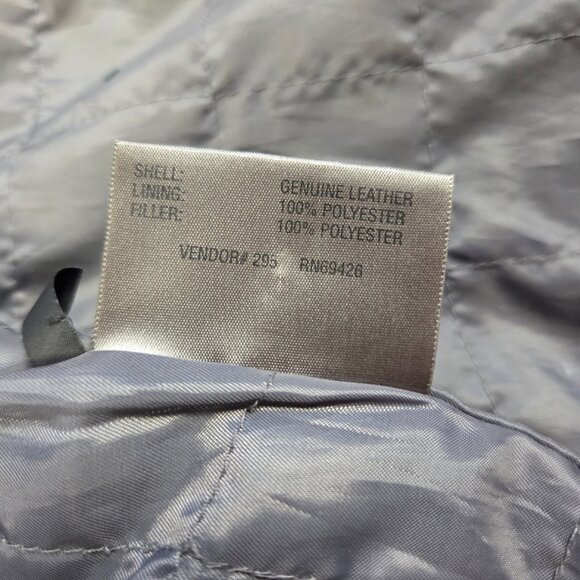 SHELL: GENUINE LEATHER
LINING: 100% POLYESTER
FILLER: 100% POLYESTER
VENDOR# 295 RN69426